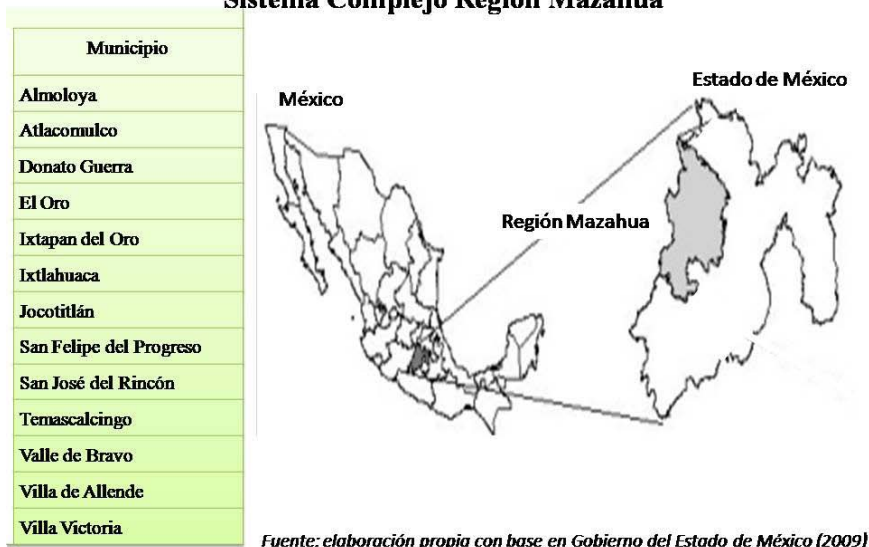 Sistema Complejo Región Mazahua
Municipio
Almoloya
Atlacomulco
Donato Guerra
El Oro
Ixtapan del Oro
Ixtlahuaca
Jocotitlán
San Felipe del Progreso
San José del Rincón
Temascalcingo
Valle de Bravo
Villa de Allende
Villa Victoria
México
Estado de México
Región Mazahua
Fuente: elaboración propia con base en Gobierno del Estado de México (2009)